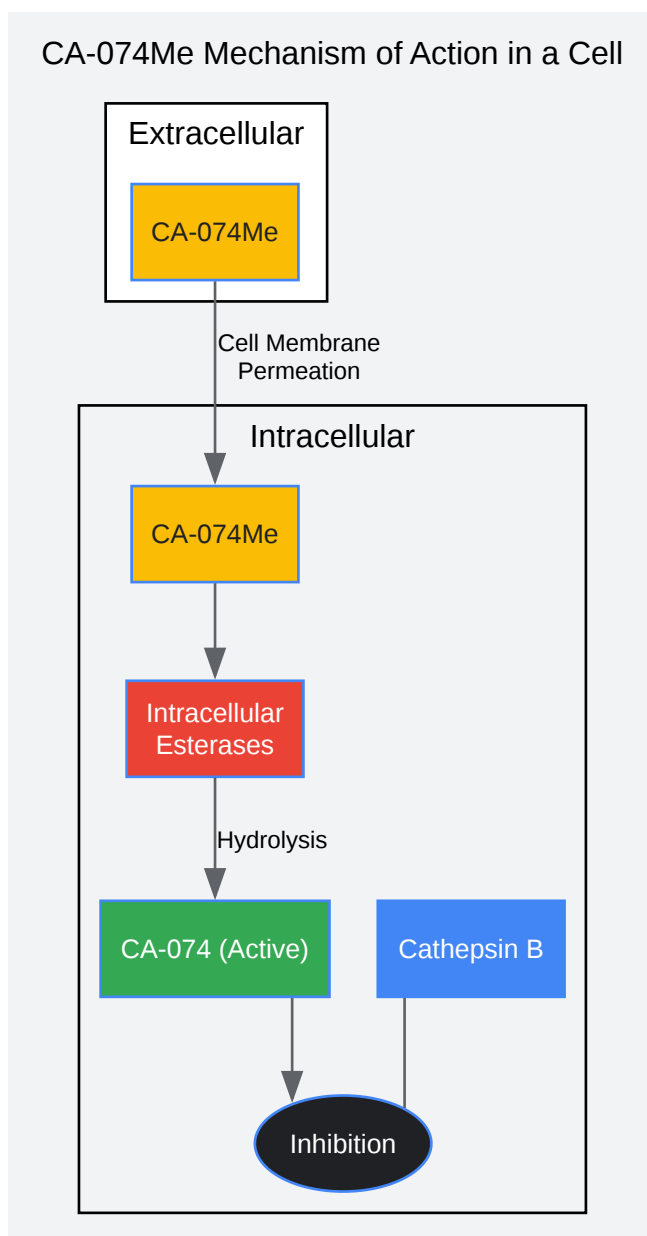 CA-074Me Mechanism of Action in a Cell
Extracellular
CA-074Me
Cell Membrane
Permeation
Intracellular
CA-074Me
Intracellular
Esterases
Hydrolysis
CA-074 (Active)
Cathepsin B
Inhibition